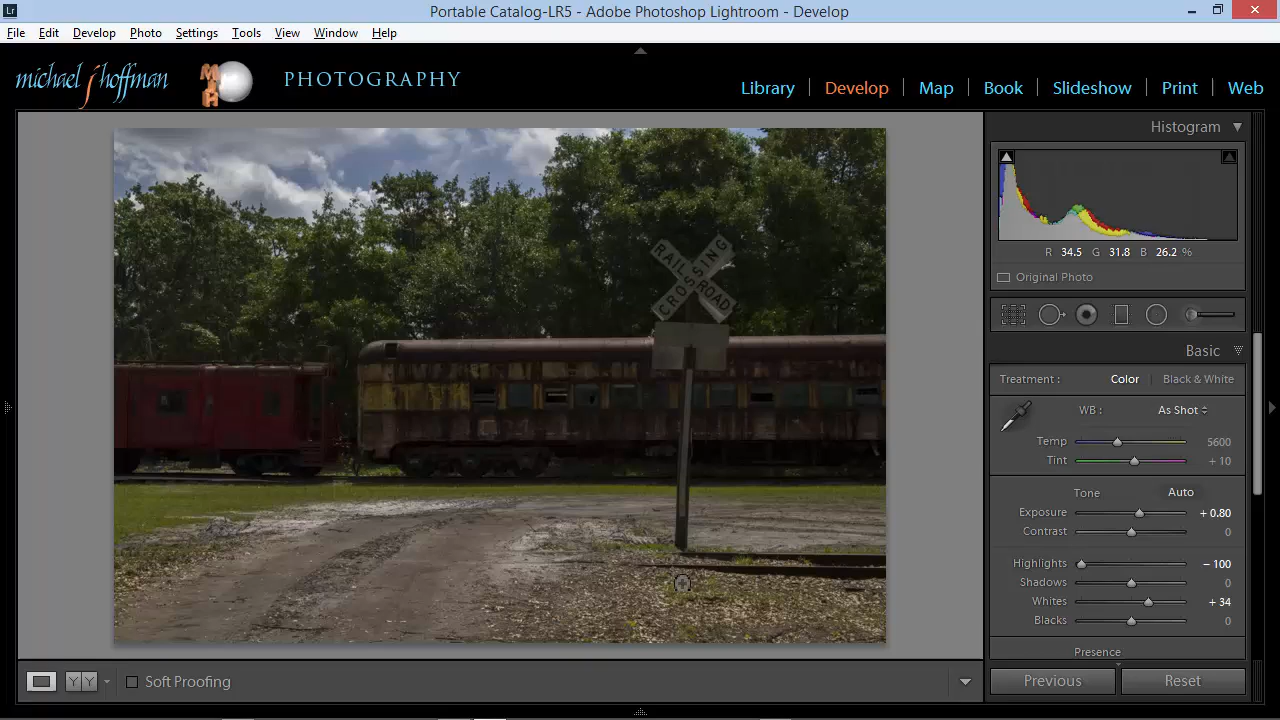 Lr
Portable Catalog-LR5 - Adobe Photoshop Lightroom - Develop
File Edit Develop Photo Settings Tools View Window Help
michael j hoffman MJH PHOTOGRAPHY
Library | Develop | Map | Book | Slideshow | Print | Web
Histogram
R 34.5 G 31.8 B 26.2 %
Original Photo
Basic
Treatment : Color | Black & White
WB : As Shot
Temp 5600
Tint + 10
Tone Auto
Exposure + 0.80
Contrast 0
Highlights − 100
Shadows 0
Whites + 34
Blacks 0
Presence
Previous Reset
RAIL ROAD
CROSSING
YY Soft Proofing